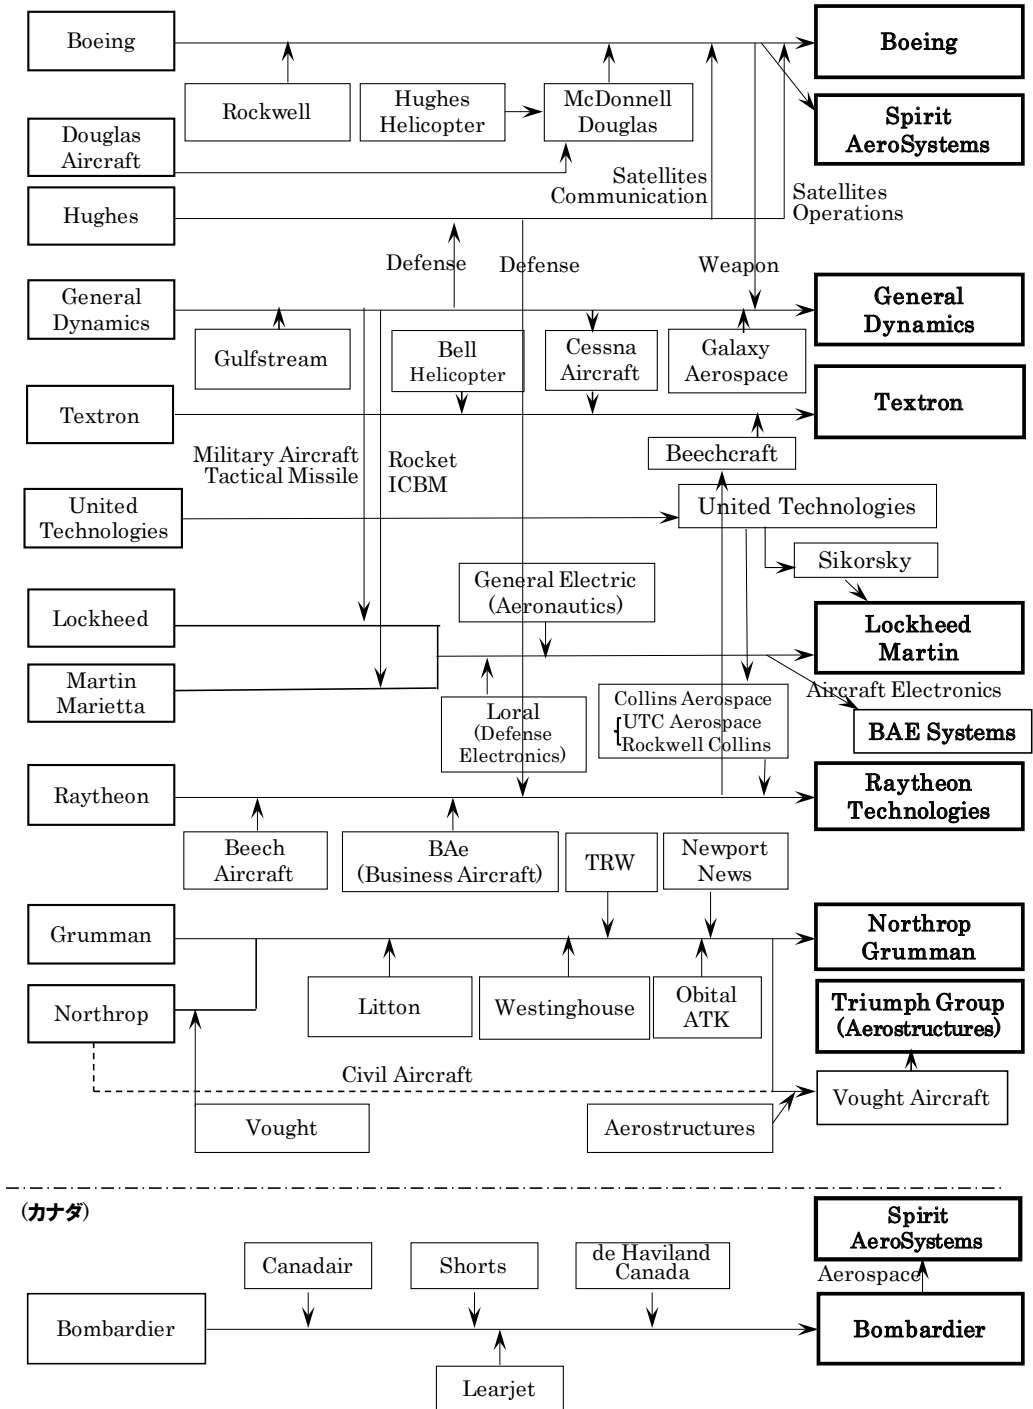 Boeing
Boeing
Rockwell
Hughes
Helicopter
McDonnell
Douglas
Spirit
AeroSystems
Douglas
Aircraft
Satellites
Communication
Satellites
Operations
Hughes
Defense
Defense
Weapon
General
Dynamics
General
Dynamics
Gulfstream
Bell
Helicopter
Cessna
Aircraft
Galaxy
Aerospace
Textron
Textron
Beechcraft
Military Aircraft
Tactical Missile
Rocket
ICBM
United
Technologies
United Technologies
Sikorsky
General Electric
(Aeronautics)
Lockheed
Lockheed
Martin
Martin
Marietta
Aircraft Electronics
Loral
(Defense
Electronics)
Collins Aerospace
UTC Aerospace
Rockwell Collins
BAE Systems
Raytheon
Raytheon
Technologies
Beech
Aircraft
BAe
(Business Aircraft)
TRW
Newport
News
Grumman
Northrop
Grumman
Northrop
Litton
Westinghouse
Obital
ATK
Triumph Group
(Aerostructures)
Civil Aircraft
Vought
Aerostructures
Vought Aircraft
(カナダ)
Spirit
AeroSystems
Canadair
Shorts
de Haviland
Canada
Aerospace
Bombardier
Bombardier
Learjet